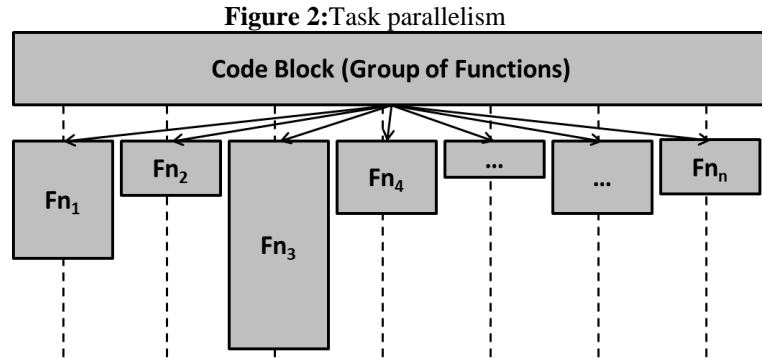 Figure 2:Task parallelism
Code Block (Group of Functions)
Fn1
Fn2
Fn3
Fn4
...
...
Fnn